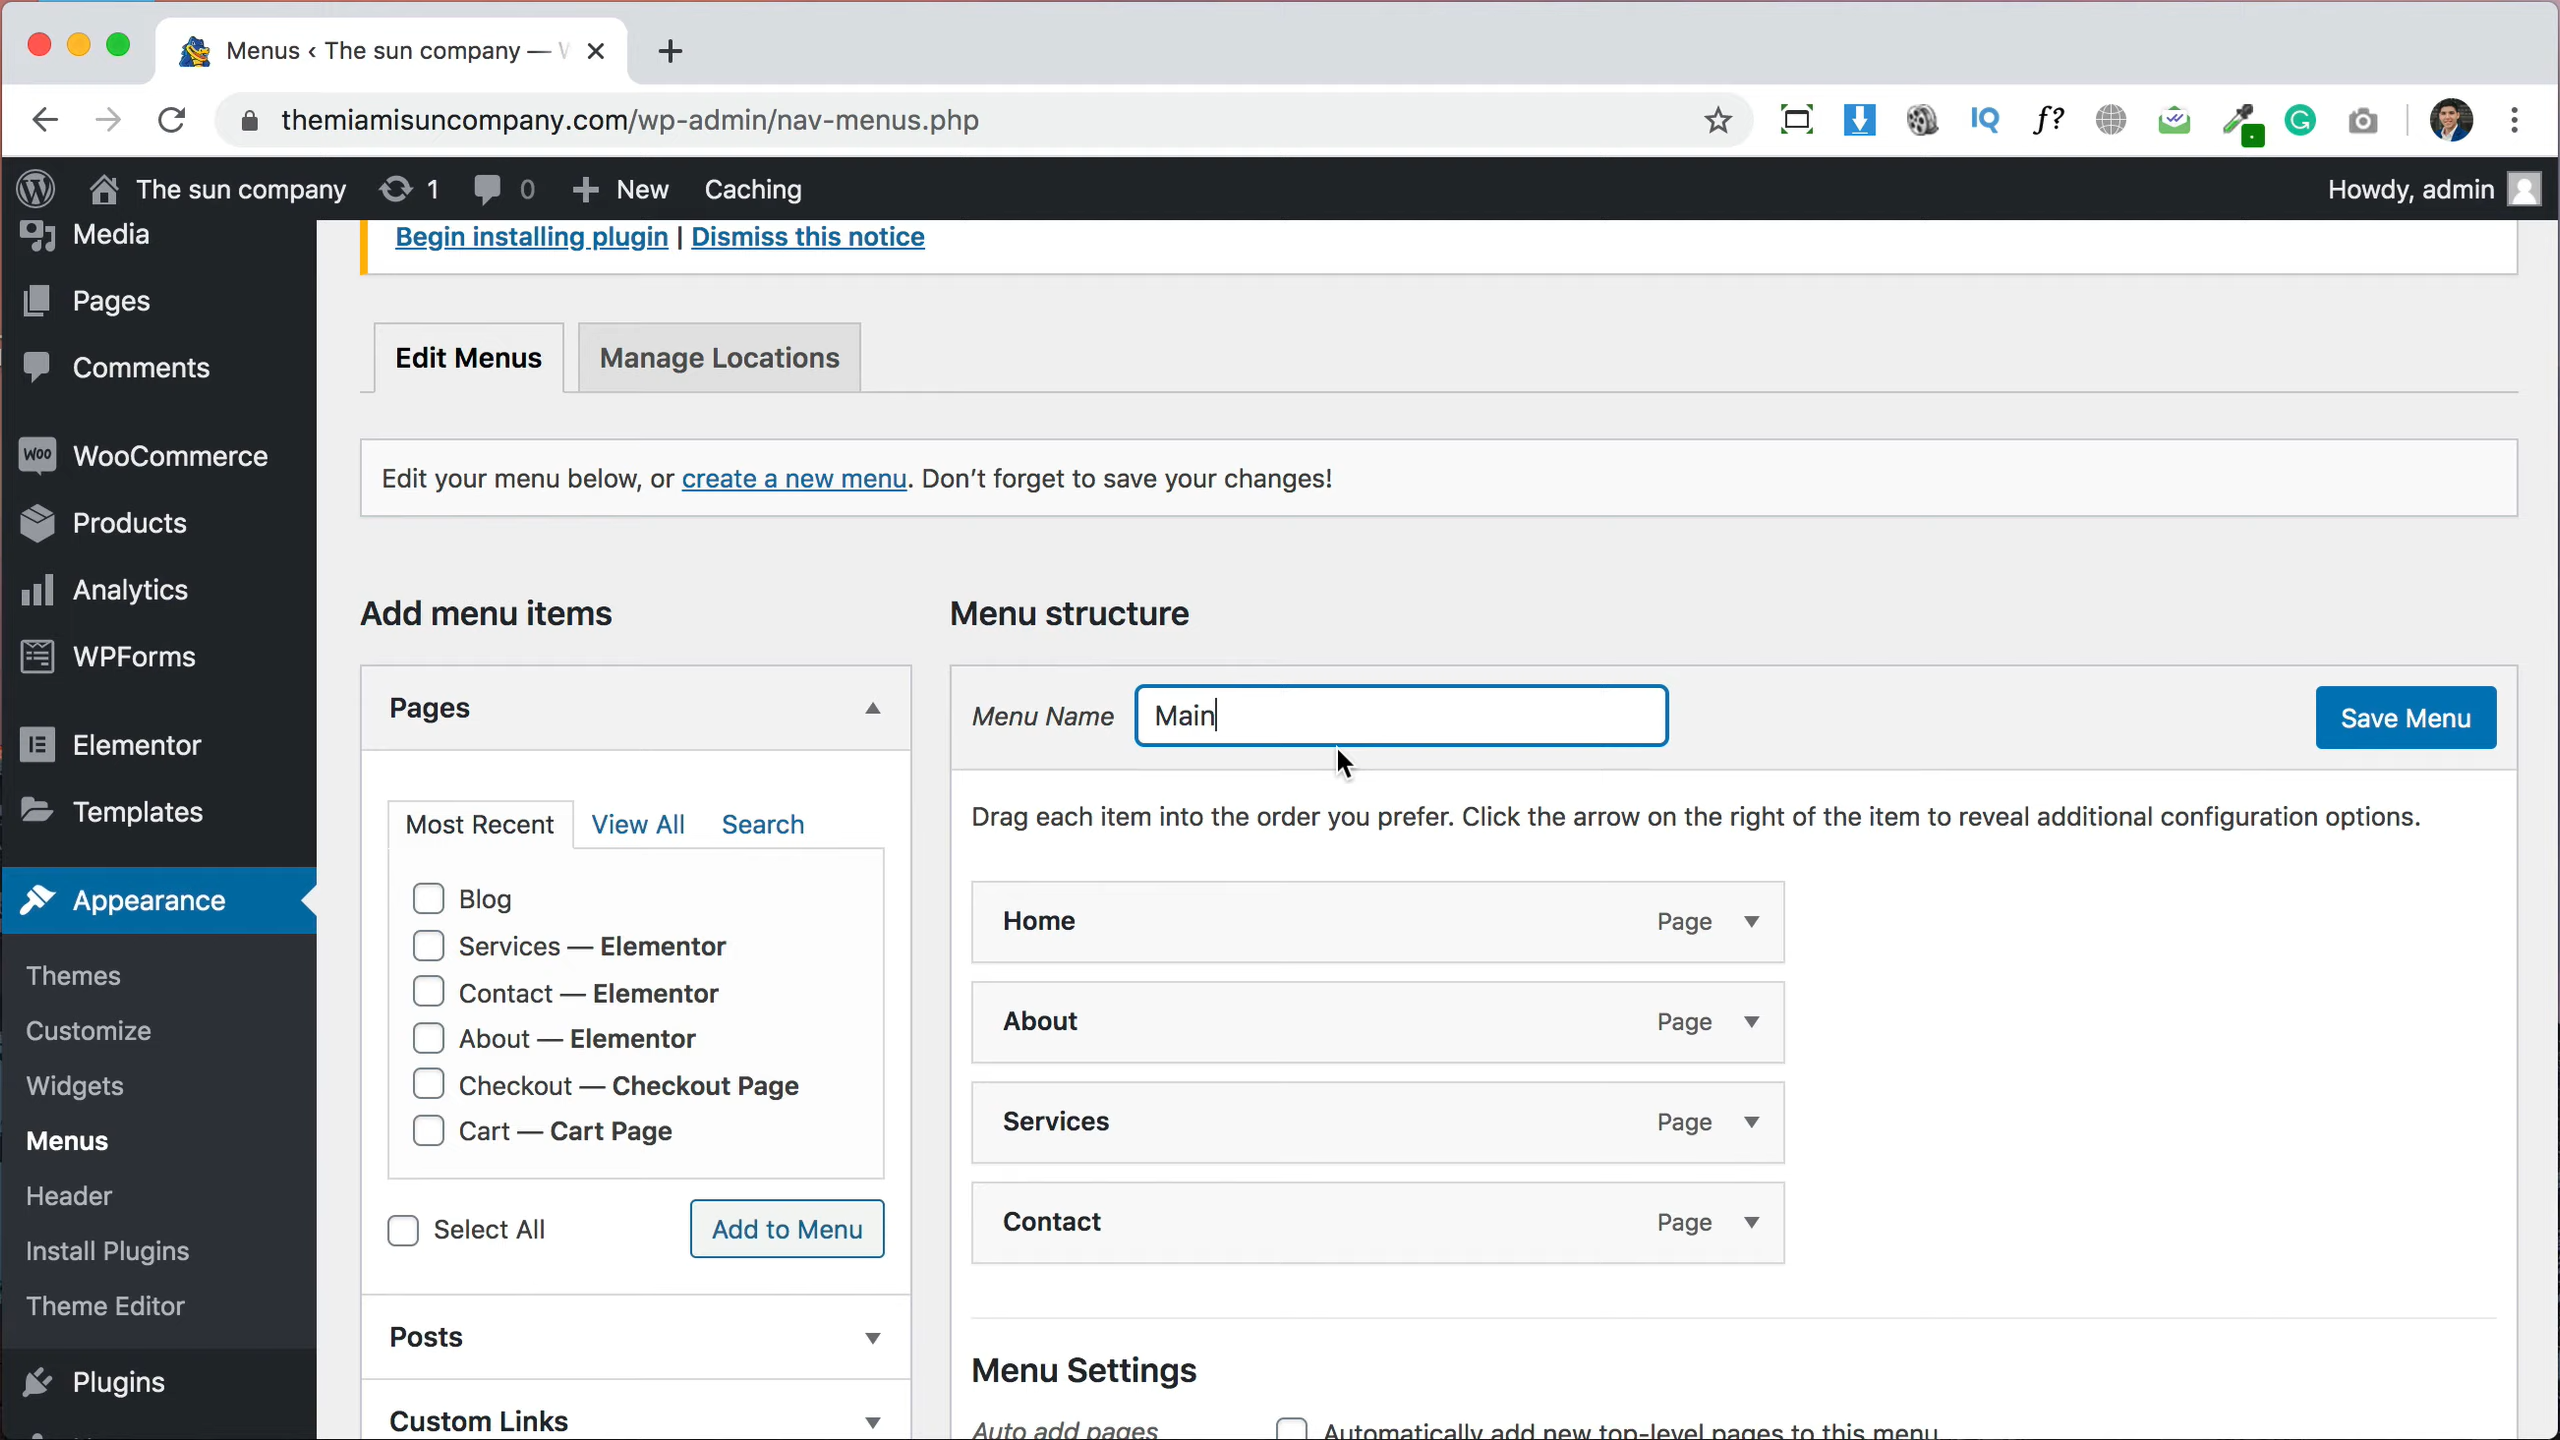 Menus ‹ The sun company — W
themiamisuncompany.com/wp-admin/nav-menus.php
IQ
f?
The sun company 1 0 New Caching Howdy, admin
Media
Pages
Comments
WooCommerce
Products
Analytics
WPForms
Elementor
Templates
Appearance
Themes
Customize
Widgets
Menus
Header
Install Plugins
Theme Editor
Plugins
Begin installing plugin | Dismiss this notice
Edit Menus Manage Locations
Edit your menu below, or create a new menu. Don’t forget to save your changes!
Add menu items
Pages
Most Recent View All Search
Blog
Services — Elementor
Contact — Elementor
About — Elementor
Checkout — Checkout Page
Cart — Cart Page
Select All Add to Menu
Posts
Custom Links
Menu structure
Menu Name Main Save Menu
Drag each item into the order you prefer. Click the arrow on the right of the item to reveal additional configuration options.
Home Page
About Page
Services Page
Contact Page
Menu Settings
Auto add pages Automatically add new top-level pages to this menu